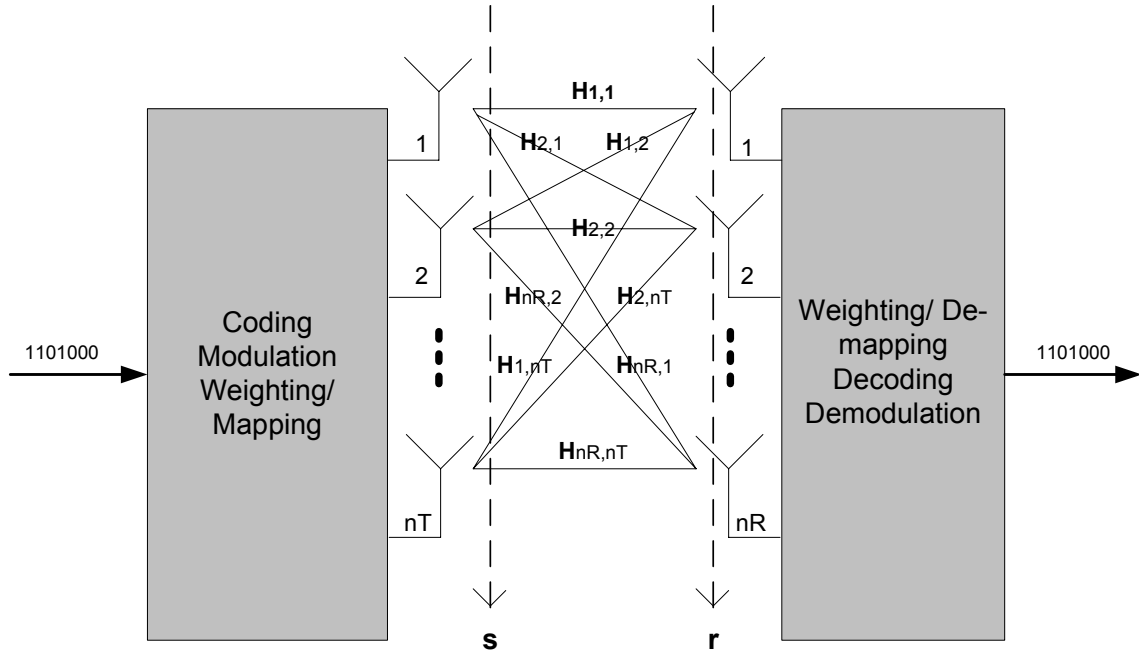 H1,1
1
H2,1
H1,2
1
H2,2
2
2
HnR,2
H2,nT
Coding
Modulation
Weighting/
Mapping
Weighting/ De-
mapping
Decoding
Demodulation
1101000
H1,nT
HnR,1
1101000
HnR,nT
nT
nR
s
r